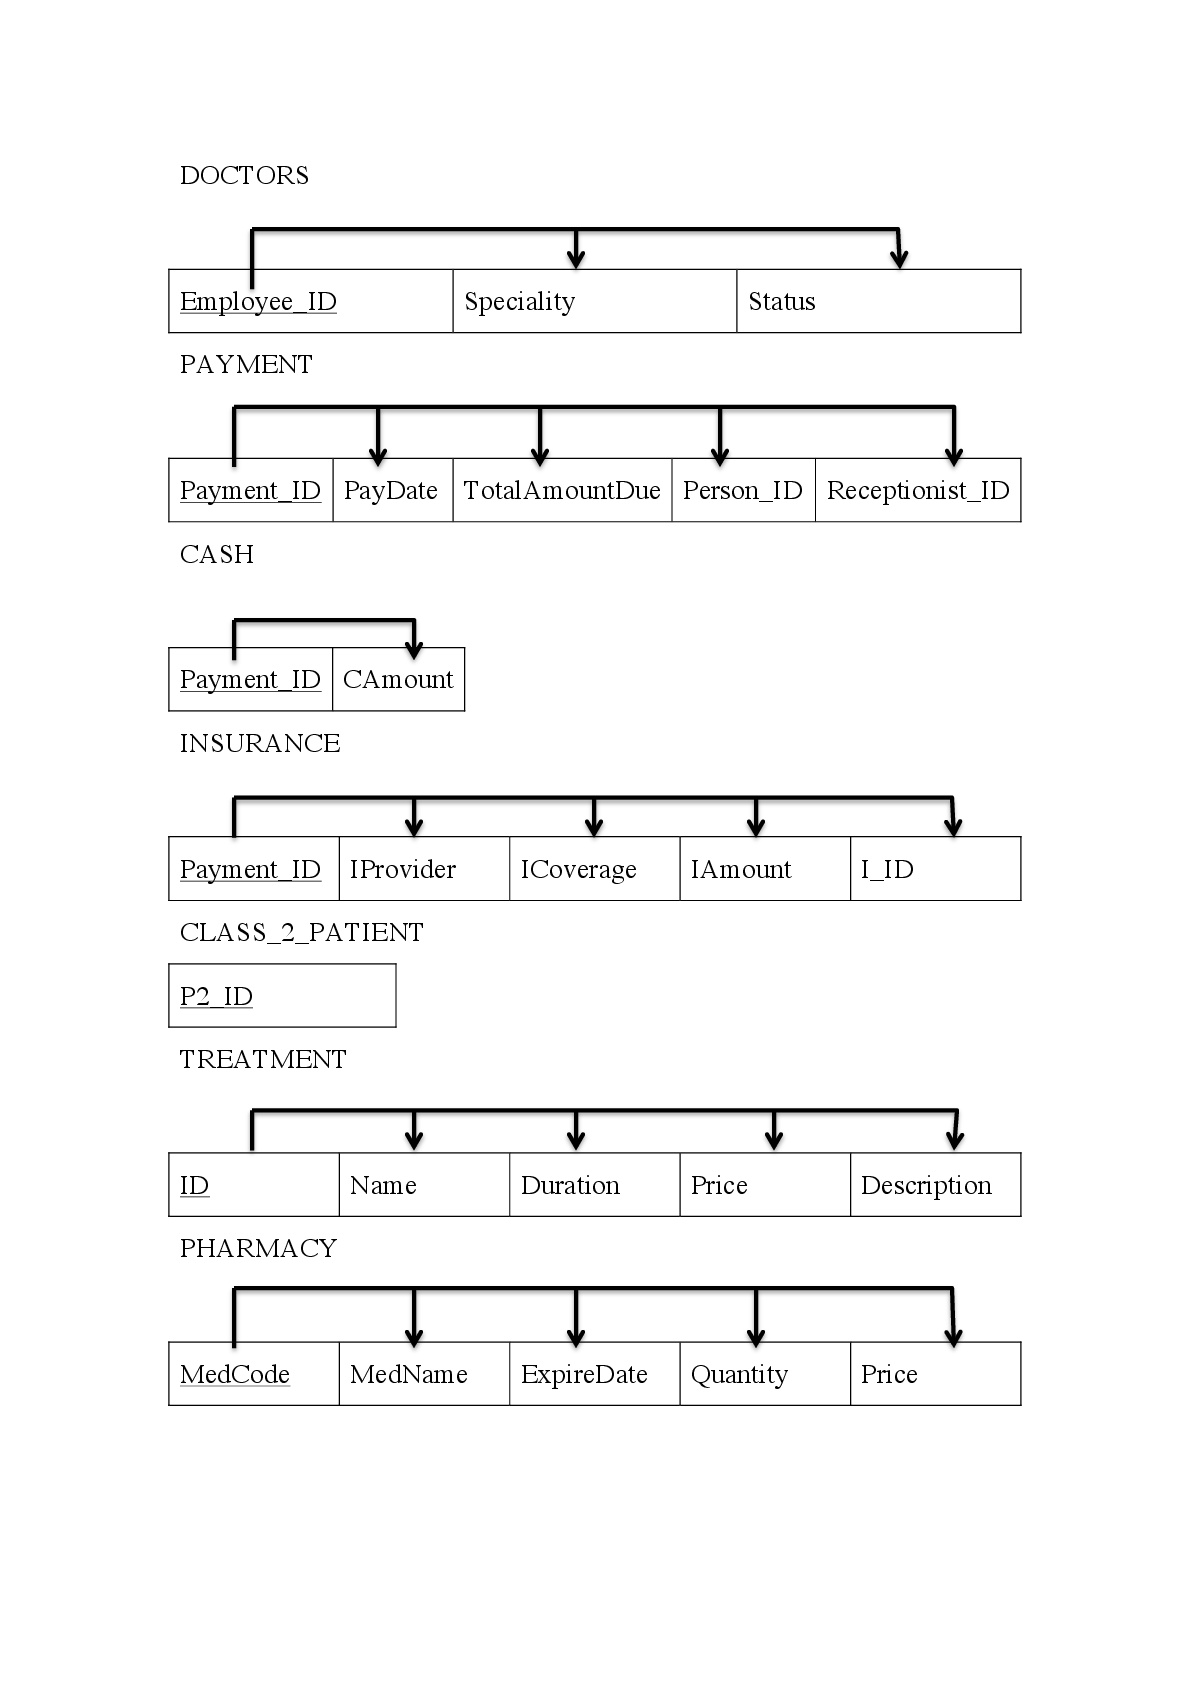 DOCTORS
Employee_ID Speciality Status
PAYMENT
Payment_ID PayDate TotalAmountDue Person_ID Receptionist_ID
CASH
Payment_ID CAmount
INSURANCE
Payment_ID IProvider ICoverage IAmount I_ID
CLASS_2_PATIENT
P2_ID
TREATMENT
ID Name Duration Price Description
PHARMACY
MedCode MedName ExpireDate Quantity Price